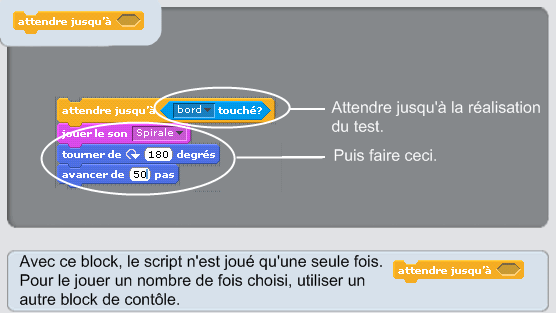 attendre jusqu'à
attendre jusqu'à bord touché?
jouer le son Spirale
tourner de 180 degrés
avancer de 50 pas
Attendre jusqu'à la réalisation
du test.
Puis faire ceci.
Avec ce block, le script n'est joué qu'une seule fois.
Pour le jouer un nombre de fois choisi, utiliser un
autre block de contôle.
attendre jusqu'à